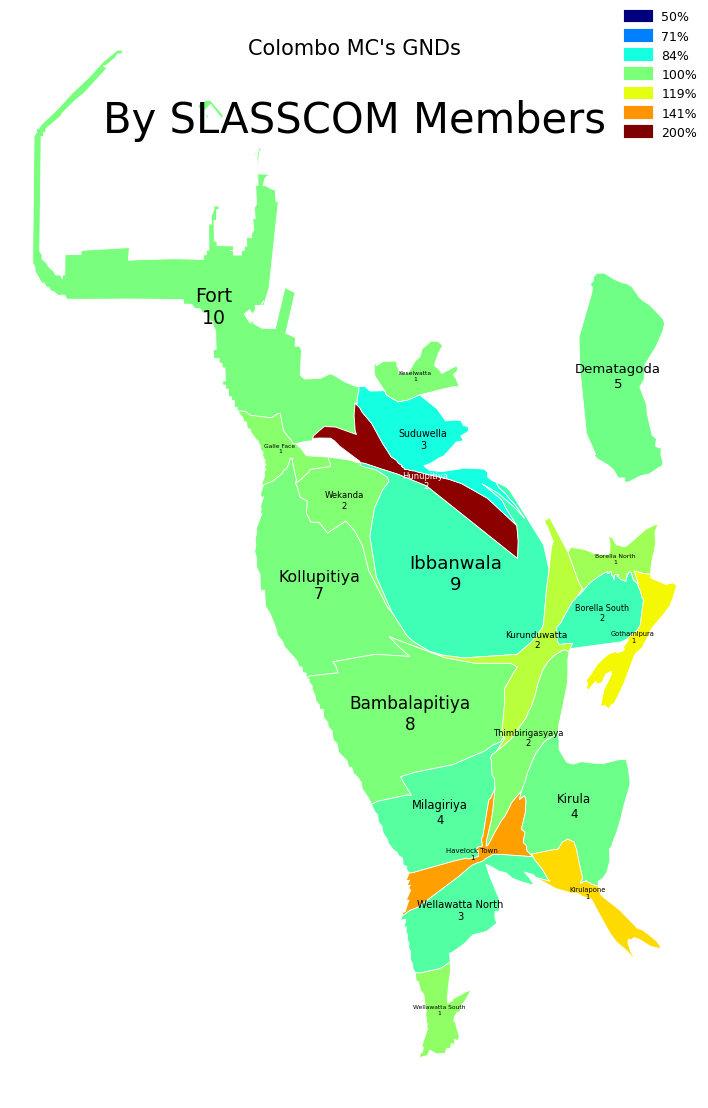 Colombo MC's GNDs
By SLASSCOM Members
50%
71%
84%
100%
119%
141%
200%
Fort
10
Keselwatta
1
Dematagoda
5
Suduwella
3
Galle Face
1
Hunupitiya
2
Wekanda
2
Ibbanwala
9
Borella North
1
Kollupitiya
7
Borella South
2
Kurunduwatta
2
Gothamipura
1
Bambalapitiya
8
Thimbirigasyaya
2
Milagiriya
4
Kirula
4
Havelock Town
1
Kirulapone
1
Wellawatta North
3
Wellawatta South
1